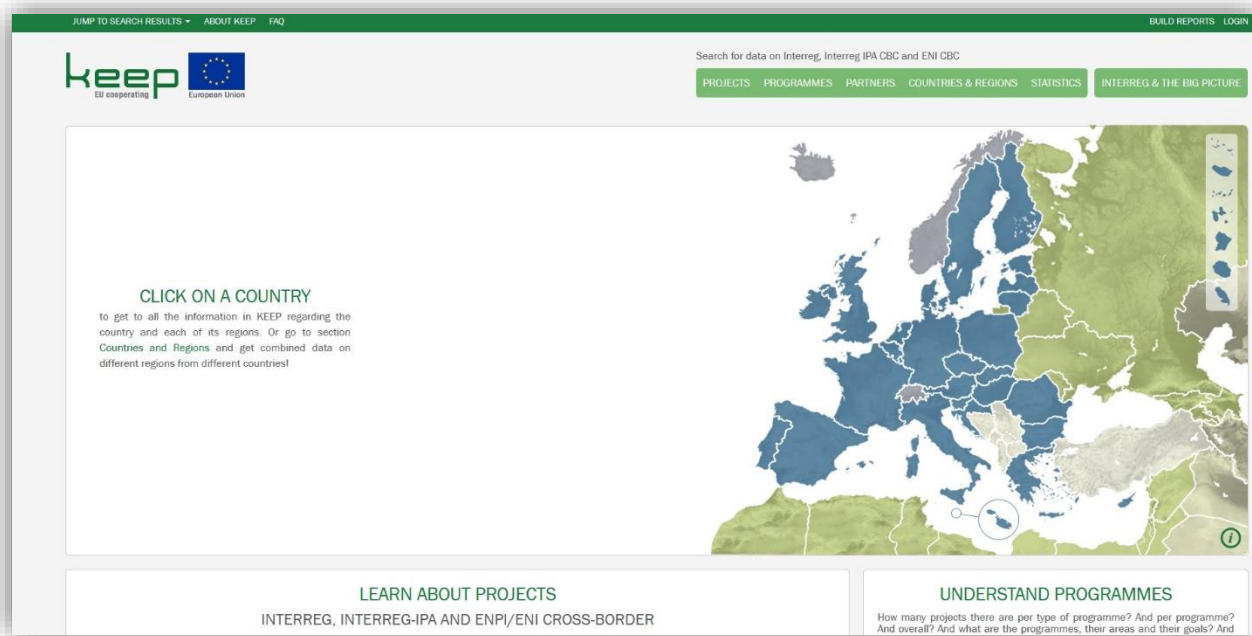 JUMP TO SEARCH RESULTS ABOUT KEEP FAQ BUILD REPORTS LOGIN
keep
EU cooperating
European Union
Search for data on Interreg, Interreg IPA CBC and ENI CBC
PROJECTS PROGRAMMES PARTNERS COUNTRIES & REGIONS STATISTICS INTERREG & THE BIG PICTURE
CLICK ON A COUNTRY
to get to all the information in KEEP regarding the
country and each of its regions. Or go to section
Countries and Regions and get combined data on
different regions from different countries!
i
LEARN ABOUT PROJECTS
INTERREG, INTERREG-IPA AND ENPI/ENI CROSS-BORDER
UNDERSTAND PROGRAMMES
How many projects there are per type of programme? And per programme?
And overall? And what are the programmes, their areas and their goals? And